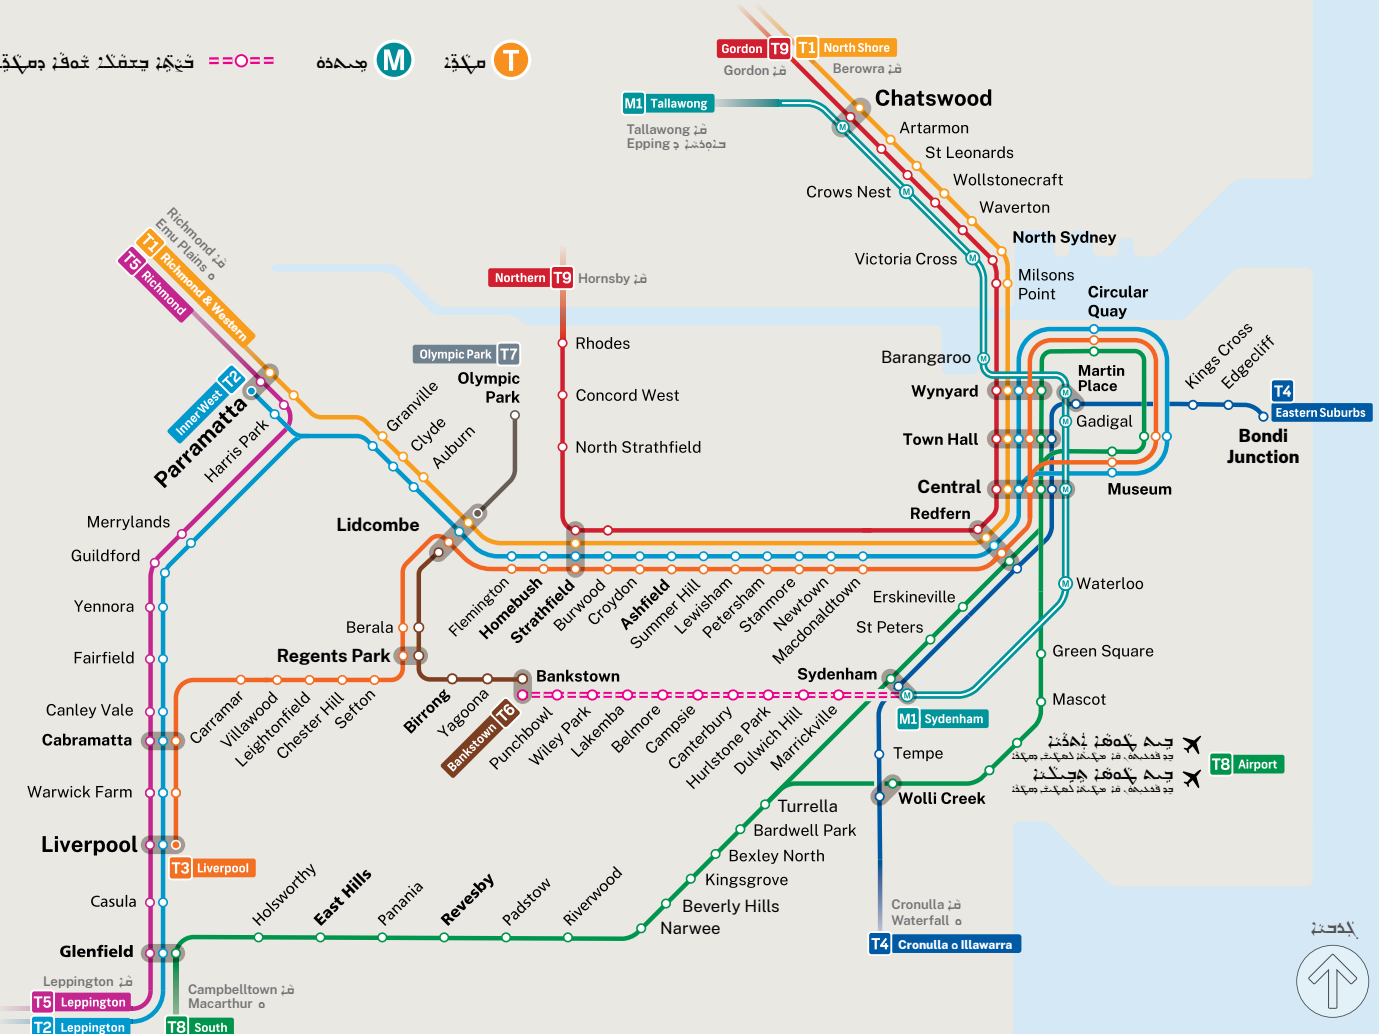 T
M
Gordon T9
T1 North Shore
Gordon
Berowra
M1 Tallawong
Tallawong
Epping
Chatswood
Artarmon
St Leonards
Wollstonecraft
Waverton
North Sydney
Milsons
Point
Crows Nest
Victoria Cross
Barangaroo
Circular
Quay
Martin
Place
Gadigal
Wynyard
Town Hall
Central
Redfern
Museum
Kings Cross
Edgecliff
T4
Eastern Suburbs
Bondi
Junction
Richmond
Emu Plains
T1 Richmond & Western
T5 Richmond
Inner West T2
Parramatta
Harris Park
Northern T9
Hornsby
Rhodes
Concord West
North Strathfield
Olympic Park T7
Olympic
Park
Granville
Clyde
Auburn
Lidcombe
Flemington
Homebush
Strathfield
Burwood
Croydon
Ashfield
Summer Hill
Lewisham
Petersham
Stanmore
Newtown
Macdonaldtown
Merrylands
Guildford
Yennora
Fairfield
Canley Vale
Cabramatta
Warwick Farm
Liverpool
T3 Liverpool
Casula
Glenfield
Leppington
T5 Leppington
T2 Leppington
Campbelltown
Macarthur
T8 South
Berala
Regents Park
Carramar
Villawood
Leightonfield
Chester Hill
Sefton
Birrong
Yagoona
Bankstown
Bankstown T6
Punchbowl
Wiley Park
Lakemba
Belmore
Campsie
Canterbury
Hurlstone Park
Dulwich Hill
Marrickville
Erskineville
St Peters
Sydenham
M1 Sydenham
Waterloo
Green Square
Mascot
T8 Airport
Tempe
Wolli Creek
Turrella
Bardwell Park
Bexley North
Kingsgrove
Beverly Hills
Narwee
Riverwood
Padstow
Revesby
Panania
East Hills
Holsworthy
Cronulla
Waterfall
T4 Cronulla ܘ Illawarra